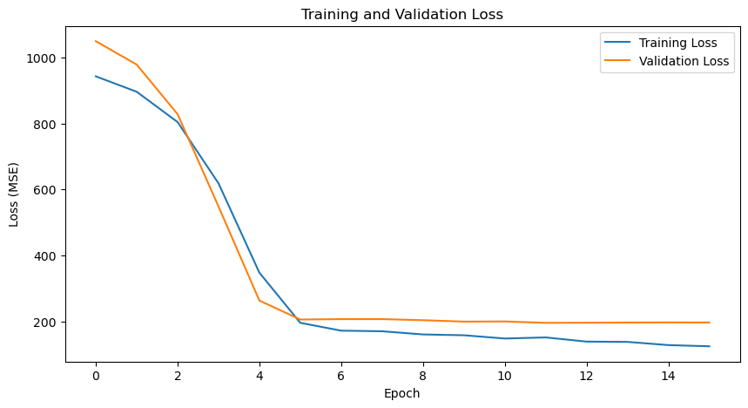 Training and Validation Loss
Training Loss
Validation Loss
1000
800
600
400
200
Loss (MSE)
0 2 4 6 8 10 12 14
Epoch